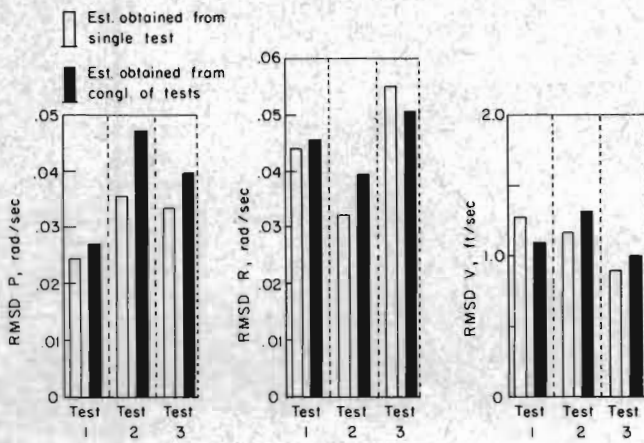 Est. obtained from
single test
Est. obtained fram
congl. of tests
RMSD P, rad/sec
.05
.04
.03
.02
.01
0
Test Test Test
1 2 3
RMSD R, rad/sec
.06
.05
.04
.03
.02
.01
0
Test Test Test
1 2 3
RMSD V, ft/sec
2.0
1.0
0
Test Test Test
1 2 3